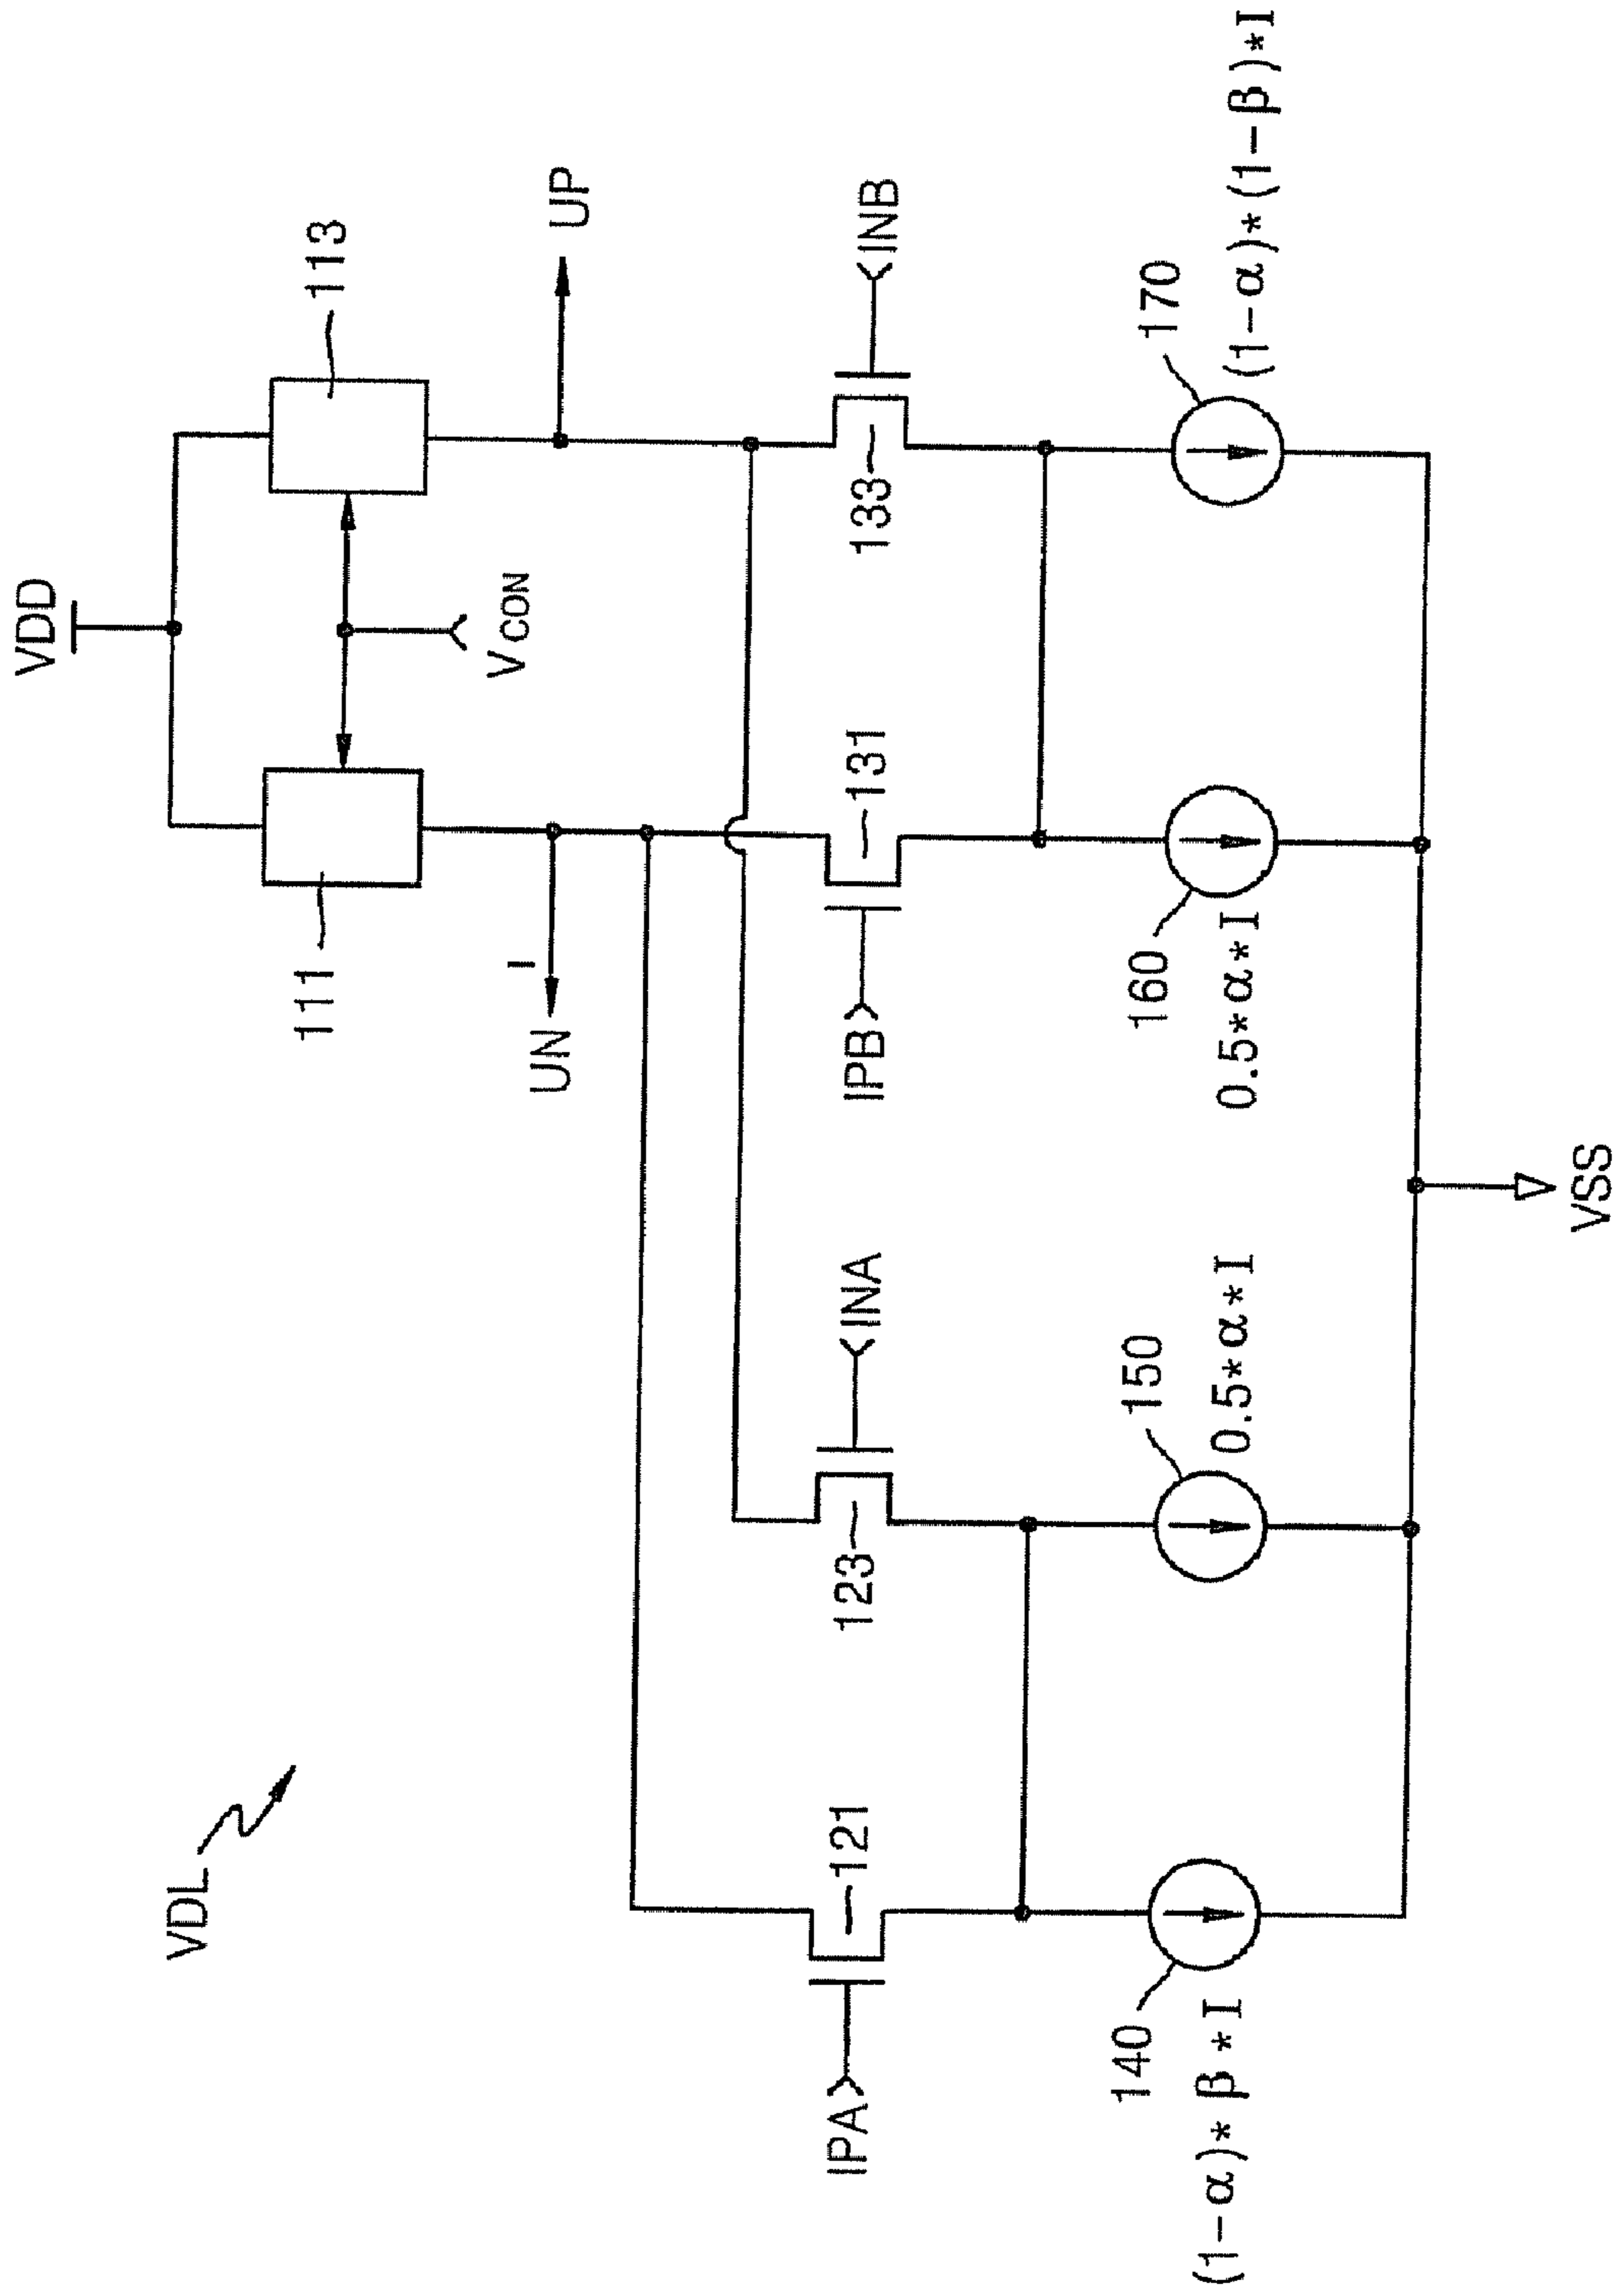 VDL
VDD
111
113
VCON
UN
I
UP
IPA
121
123
INA
IPB
131
133
INB
140
(1-α)*β*I
150
0.5*α*I
160
0.5*α*I
170
(1-α)*(1-β)*I
VSS